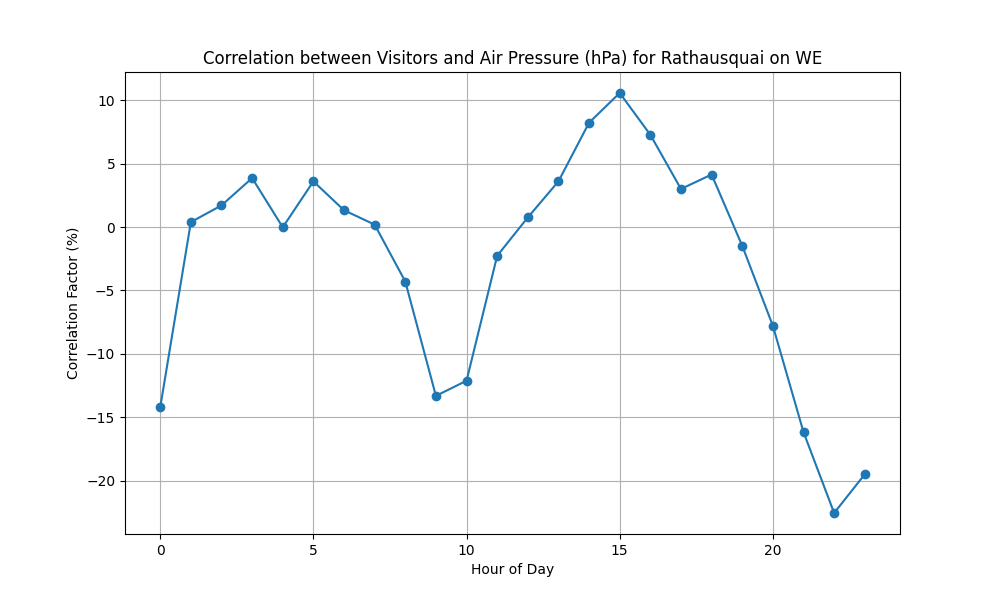 Correlation between Visitors and Air Pressure (hPa) for Rathausquai on WE
Correlation Factor (%)
10
5
0
−5
−10
−15
−20
0 5 10 15 20
Hour of Day